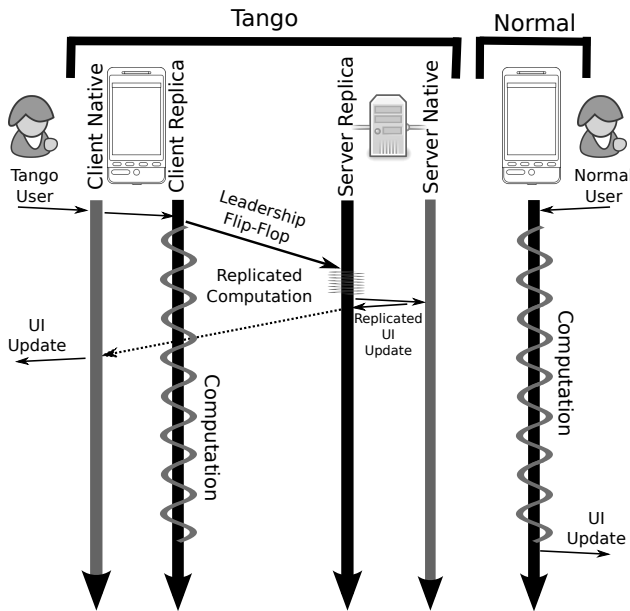 Tango
Normal
Client Native
Client Replica
Server Replica
Server Native
Tango
User
Norma
User
Leadership
Flip-Flop
Replicated
Computation
Replicated
UI
Update
UI
Update
Computation
Computation
UI
Update